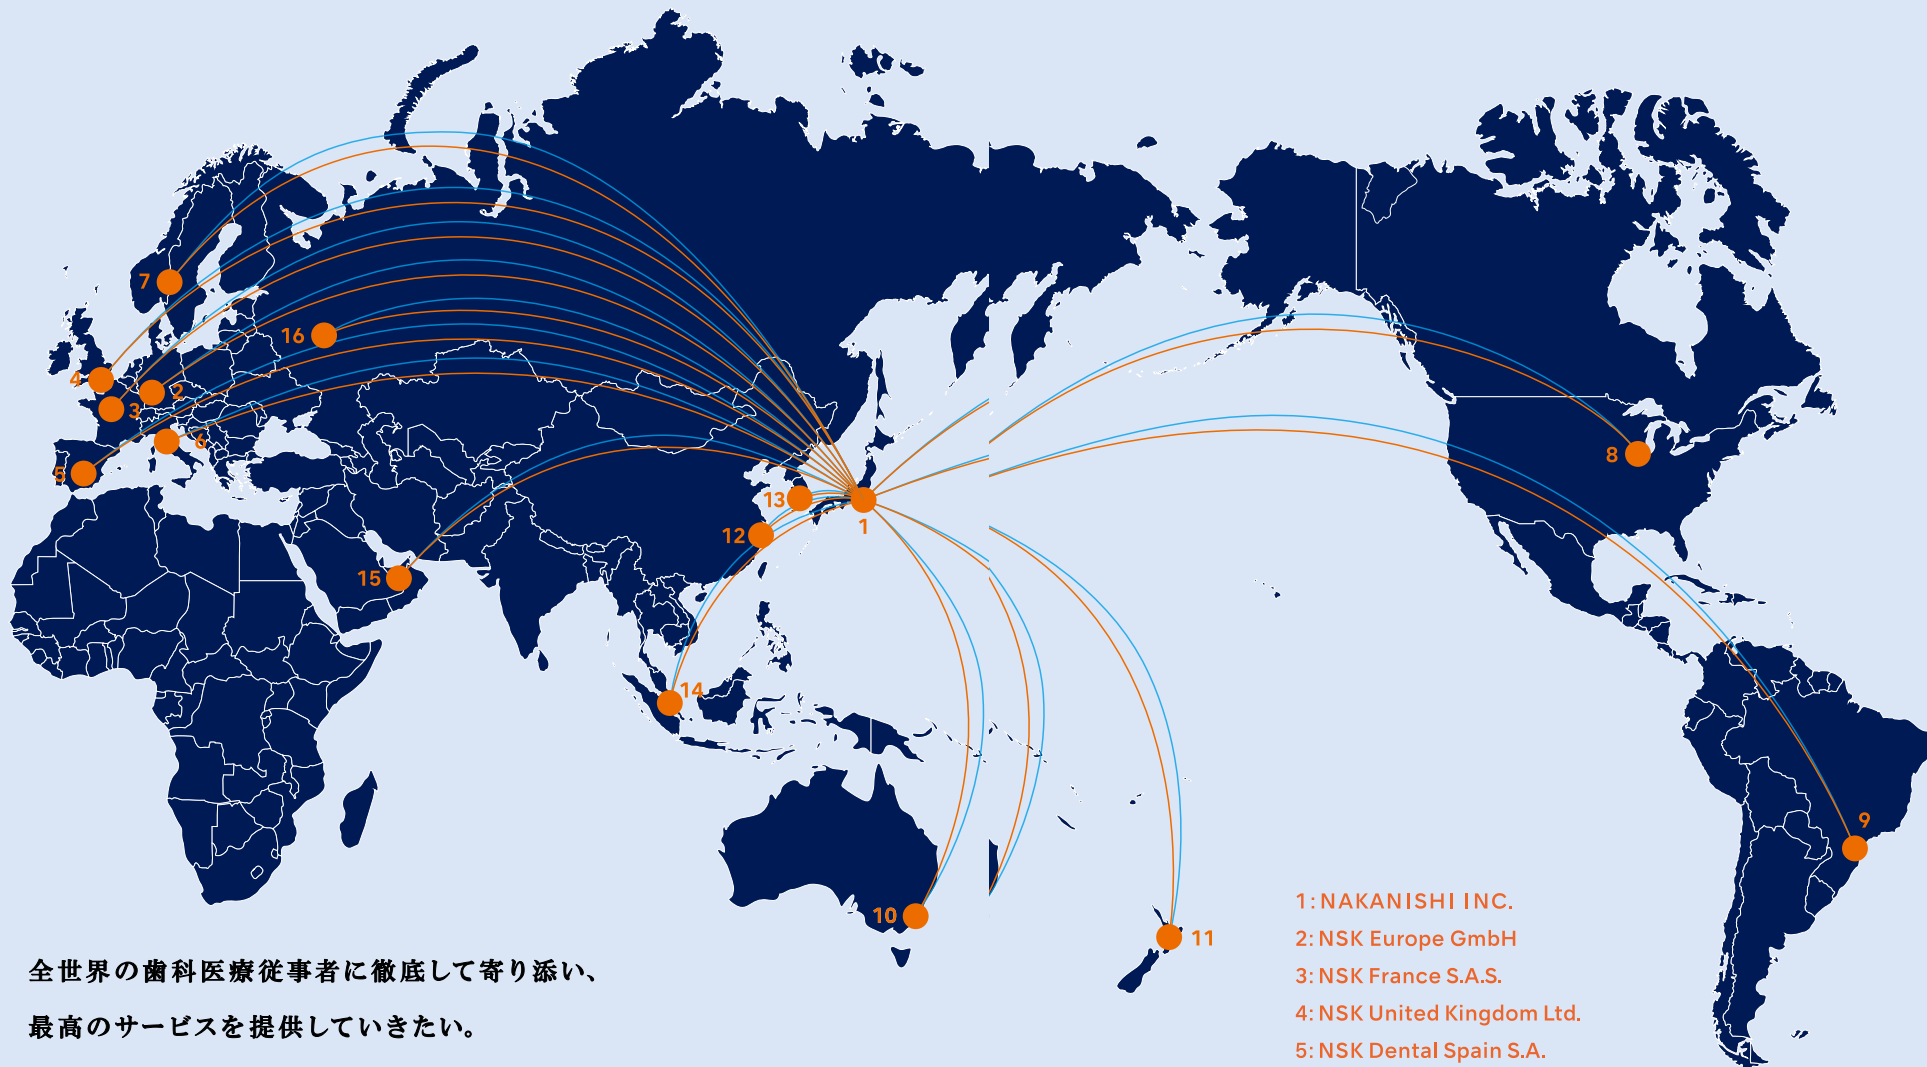 7
16
4
2
3
6
5
8
13
1
12
15
14
9
10
11
1: NAKANISHI INC.
2: NSK Europe GmbH
3: NSK France S.A.S.
4: NSK United Kingdom Ltd.
5: NSK Dental Spain S.A.
全世界の歯科医療従事者に徹底して寄り添い、
最高のサービスを提供していきたい。